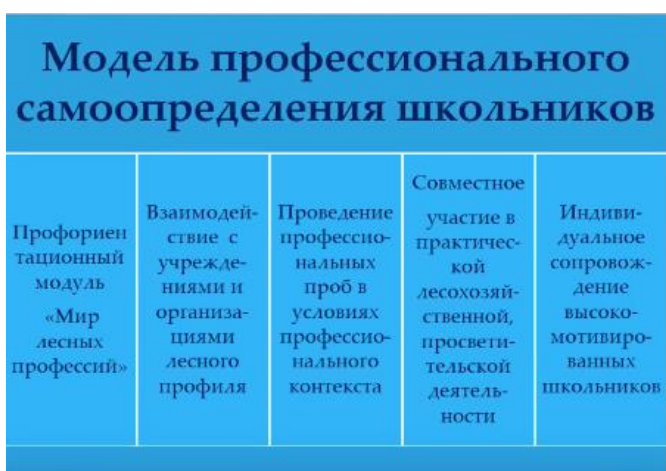 Модель профессионального
самоопределения школьников
Профориен
тационный
модуль
«Мир
лесных
профессий»
Взаимодей-
ствие с
учрежде-
ниями и
организа-
циями
лесного
профиля
Проведение
профессио-
нальных
проб в
условиях
профессио-
нального
контекста
Совместное
участие в
практичес-
кой
лесохозяй-
ственной,
просвети-
тельской
деятель-
ности
Индиви-
дуальное
сопровож-
дение
высоко-
мотивиро-
ванных
школьников